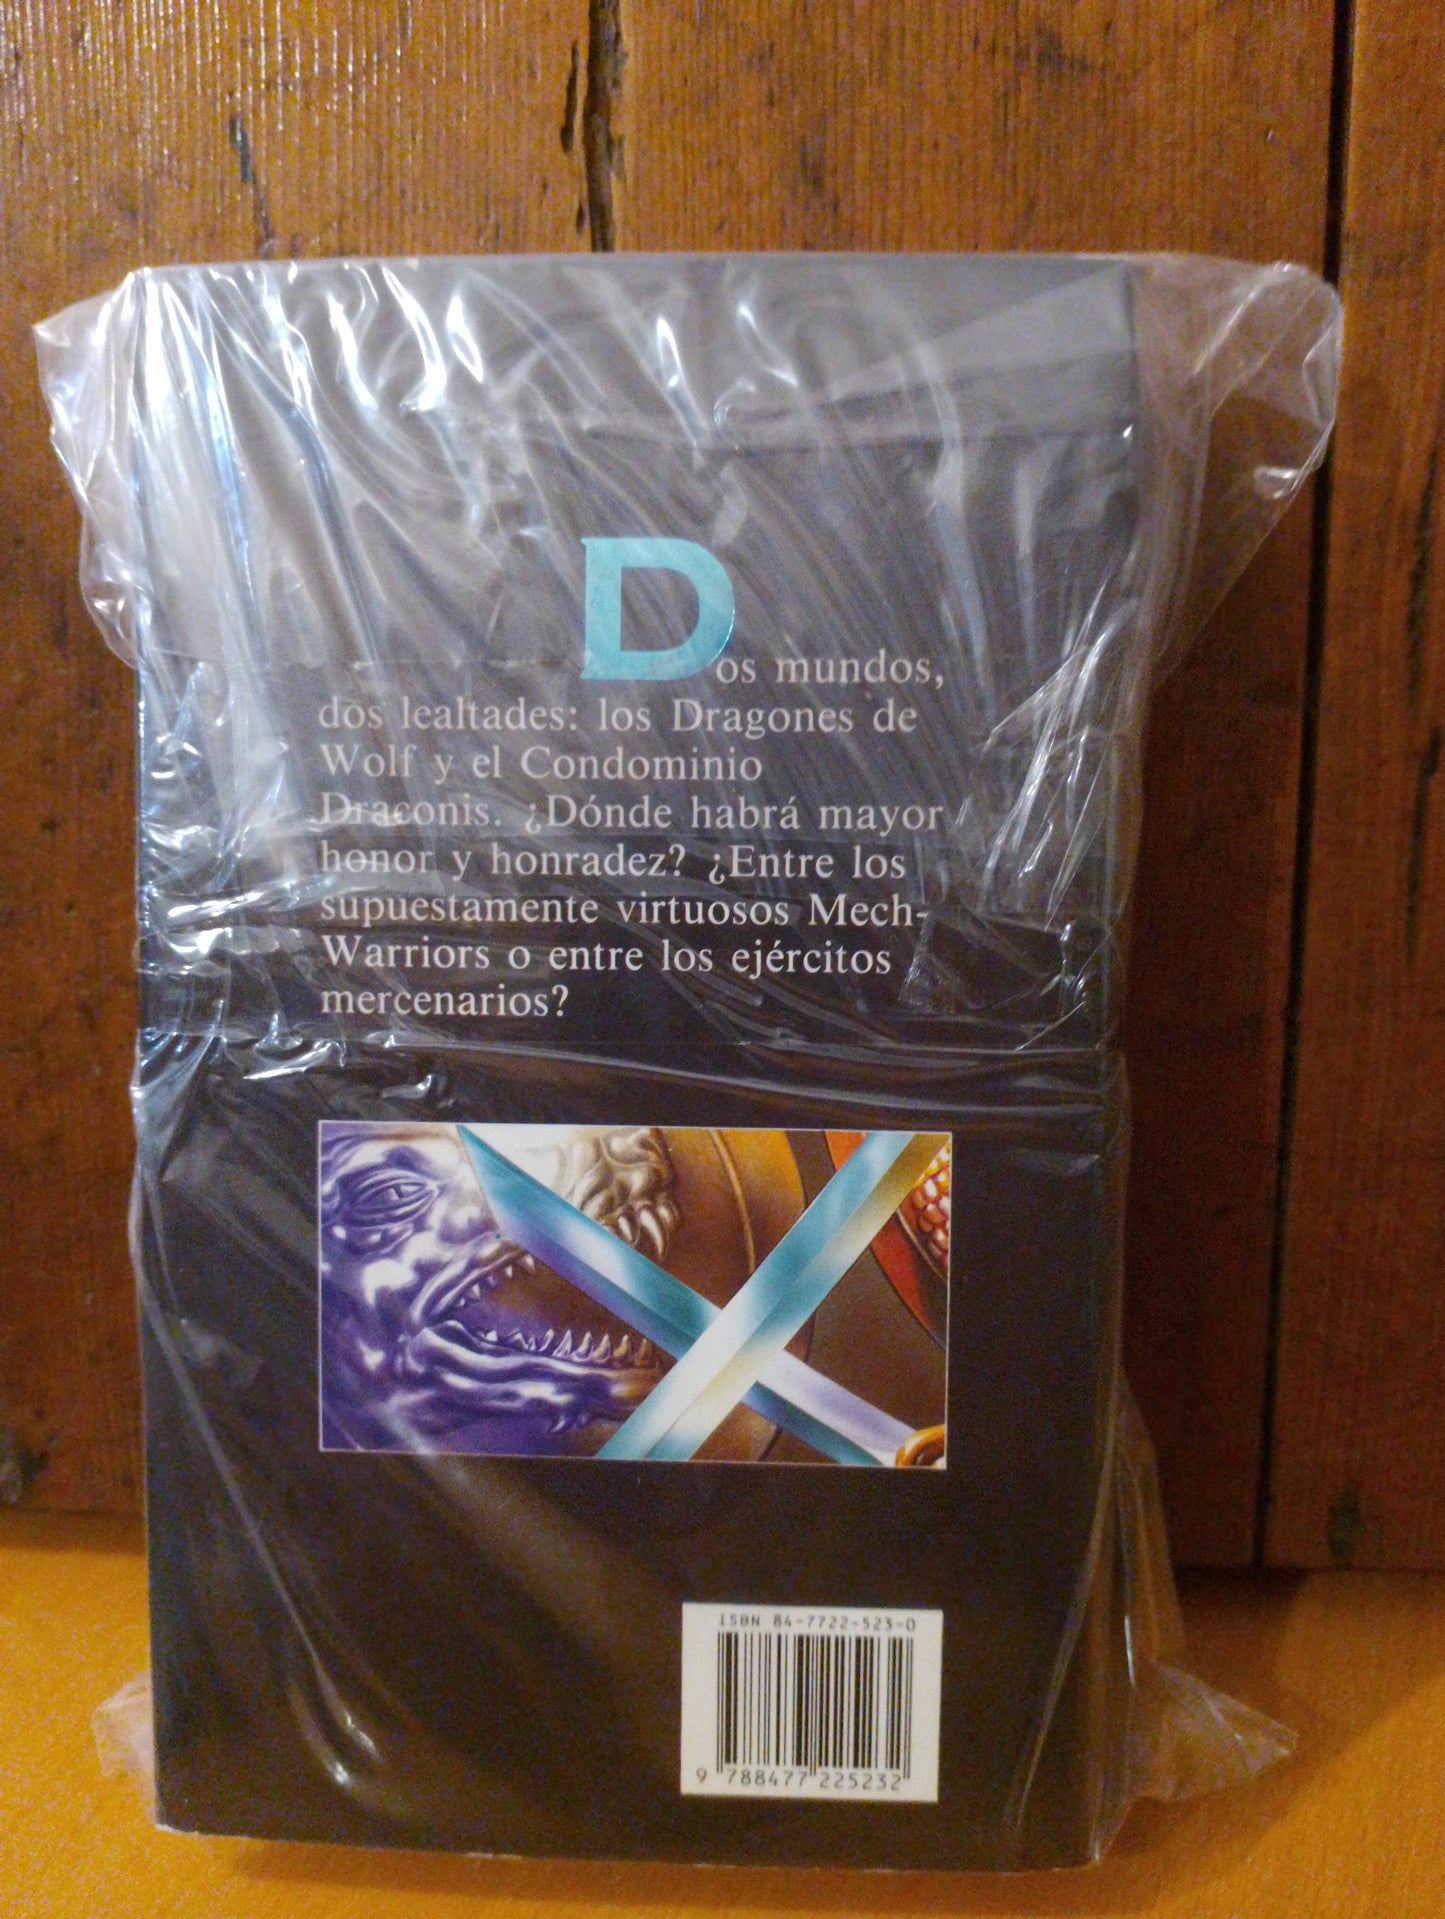 Dos mundos,
dos lealtades: los Dragones de
Wolf y el Condominio
Draconis. ¿Dónde habrá mayor
honor y honradez? ¿Entre los
supuestamente virtuosos Mech-
Warriors o entre los ejércitos
mercenarios?
ISBN 84-7722-523-0
9 788477 225232